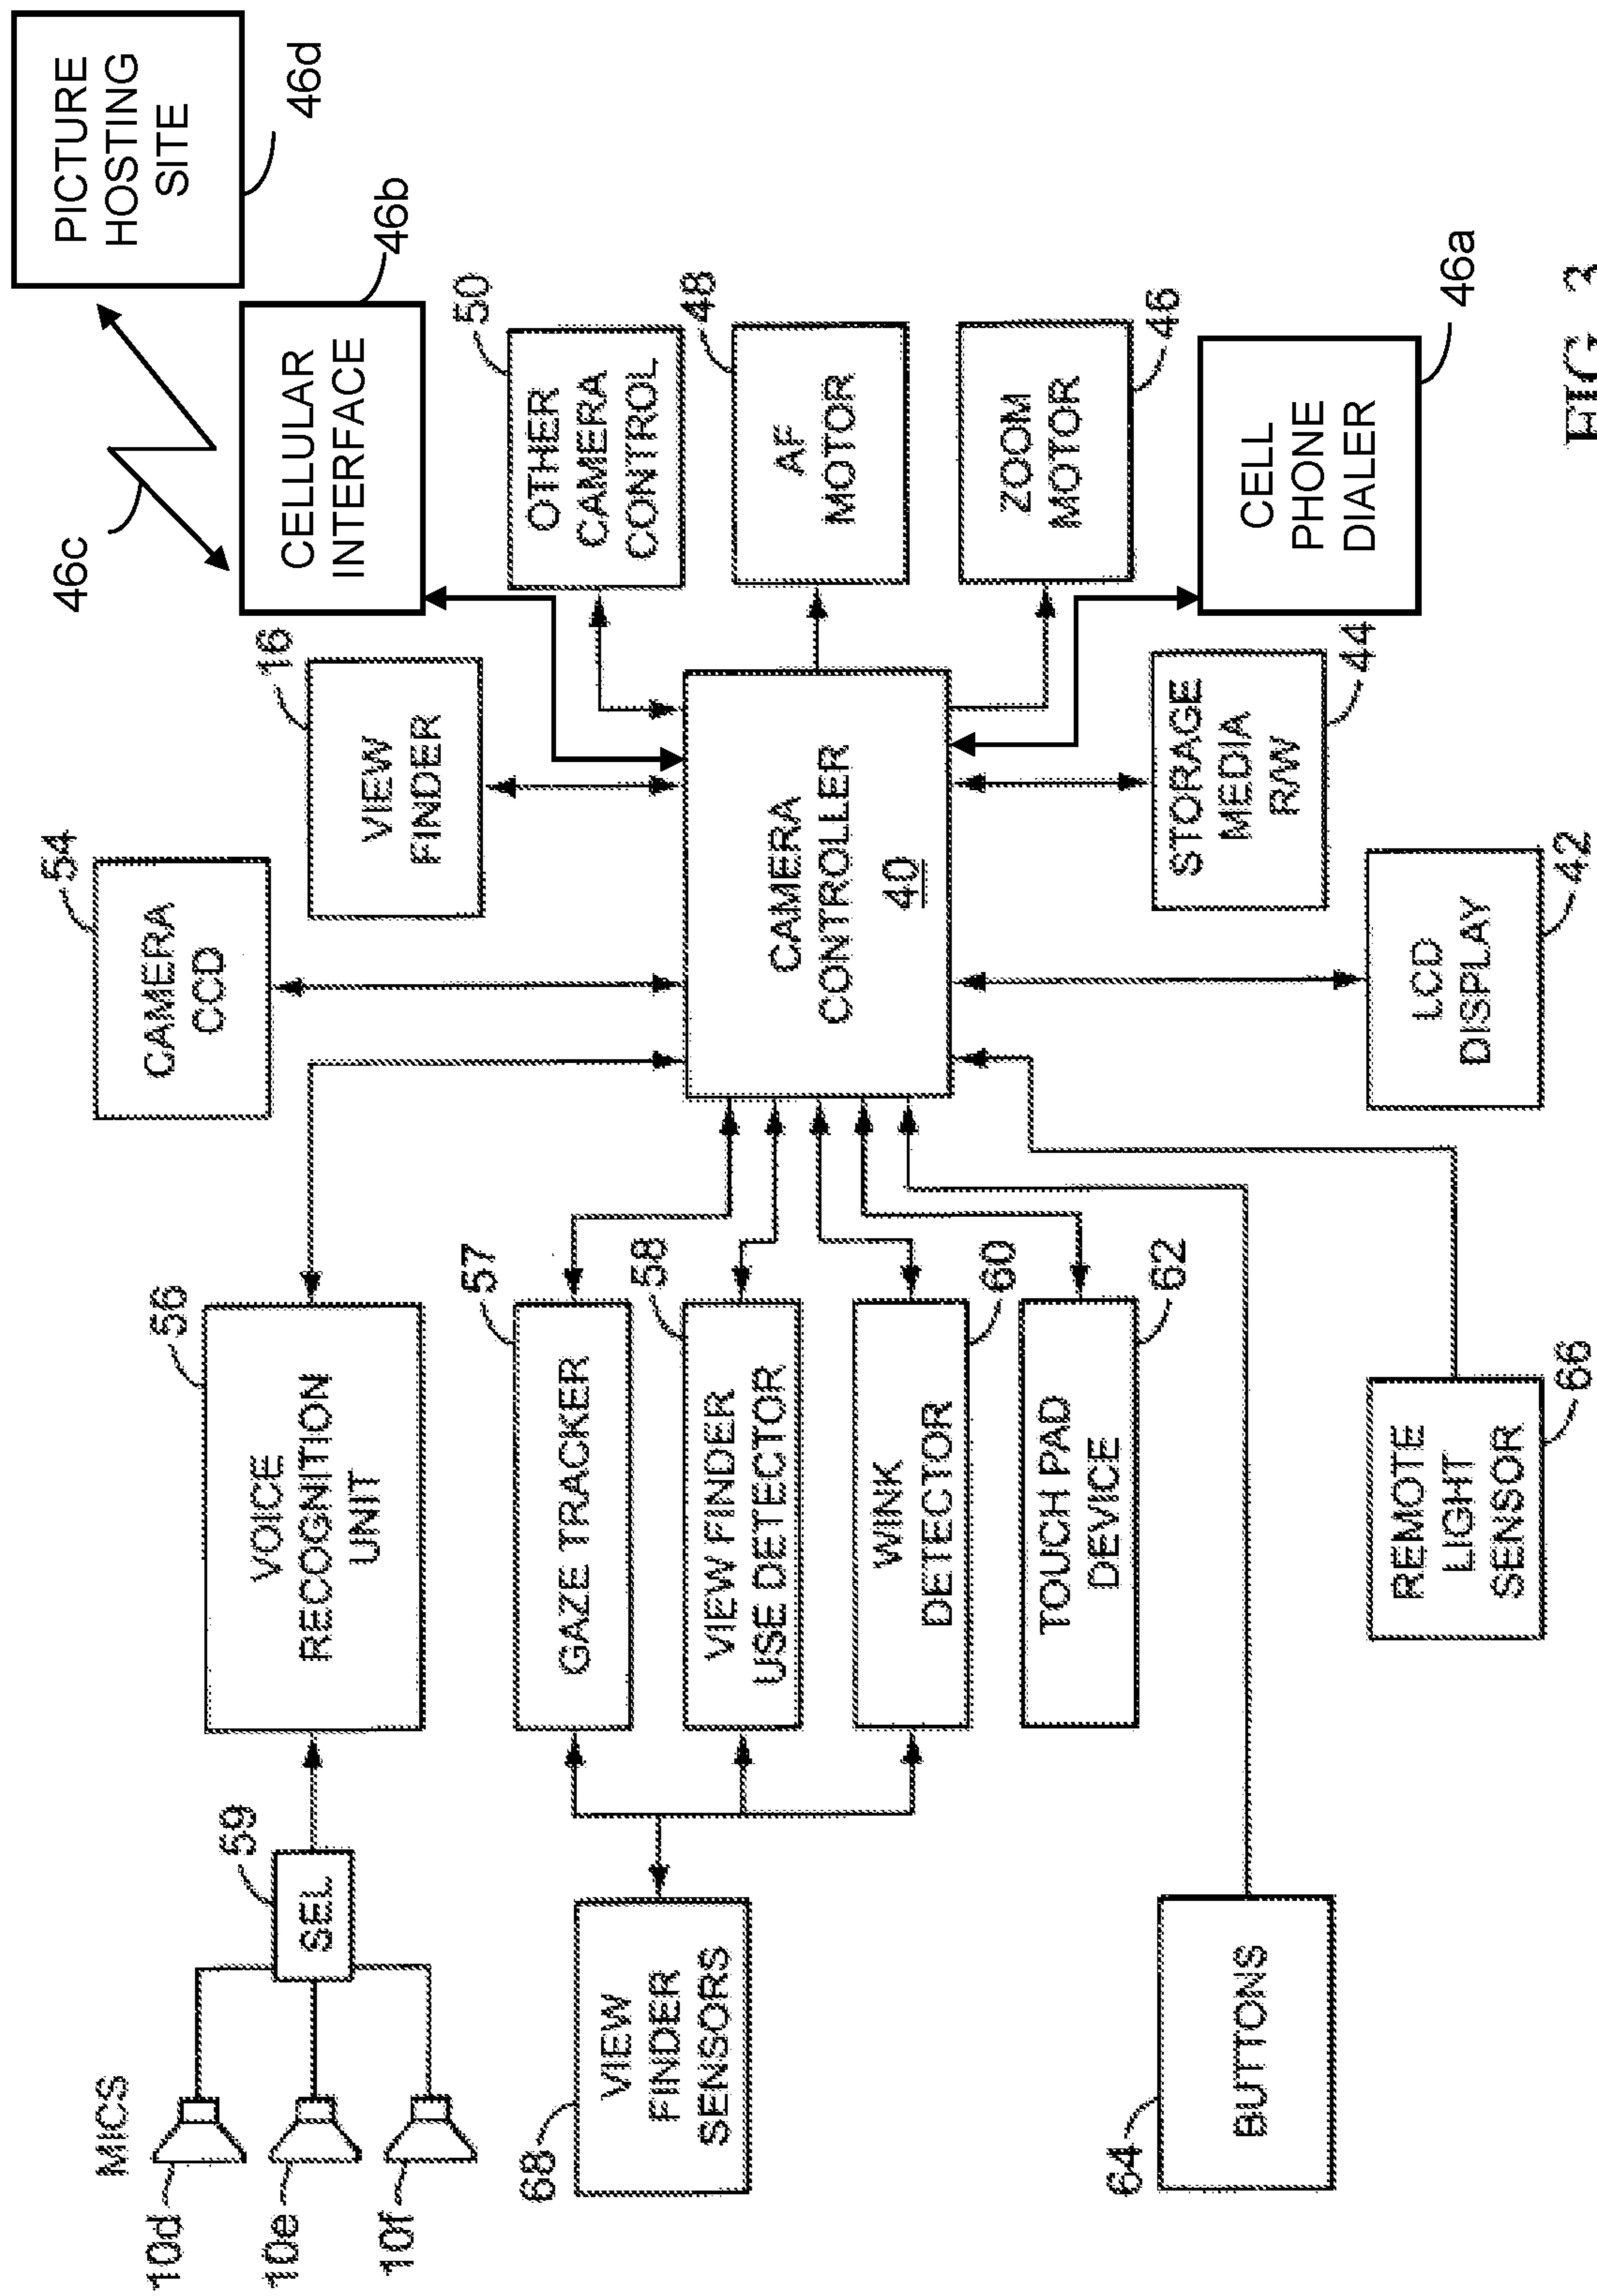 MICS
10d
10e
10f
SEL
59
VOICE
RECOGNITION
UNIT
56
CAMERA
CCD
54
VIEW
FINDER
16
CELLULAR
INTERFACE
46b
46c
PICTURE
HOSTING
SITE
46d
VIEW
FINDER
SENSORS
68
GAZE TRACKER
57
VIEW FINDER
USE DETECTOR
58
WINK
DETECTOR
60
TOUCH PAD
DEVICE
62
CAMERA
CONTROLLER
40
OTHER
CAMERA
CONTROL
50
AF
MOTOR
48
ZOOM
MOTOR
46
BUTTONS
64
REMOTE
LIGHT
SENSOR
66
LCD
DISPLAY
42
STORAGE
MEDIA
R/W
44
CELL
PHONE
DIALER
46a
FIG.